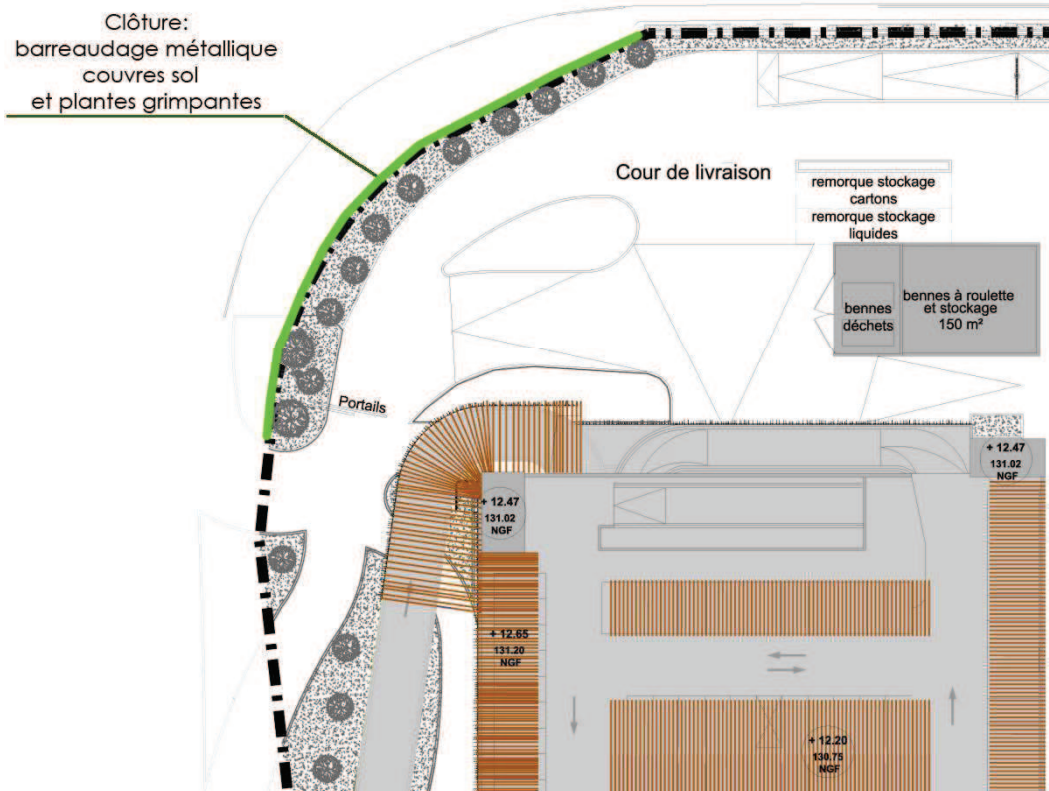 Clôture:
barreaudage métallique
couvres sol
et plantes grimpantes
Cour de livraison
remorque stockage
cartons
remorque stockage
liquides
bennes
déchets
bennes à roulette
et stockage
150 m²
Portails
+ 12.47
131.02
NGF
+ 12.47
131.02
NGF
+ 12.65
131.20
NGF
+ 12.20
130.75
NGF